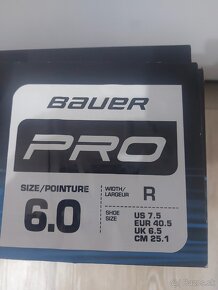 BAUER
PRO
SIZE/POINTURE
6.0
WIDTH/
LARGEUR
R
SHOE
SIZE
US 7.5
EUR 40.5
UK 6.5
CM 25.1